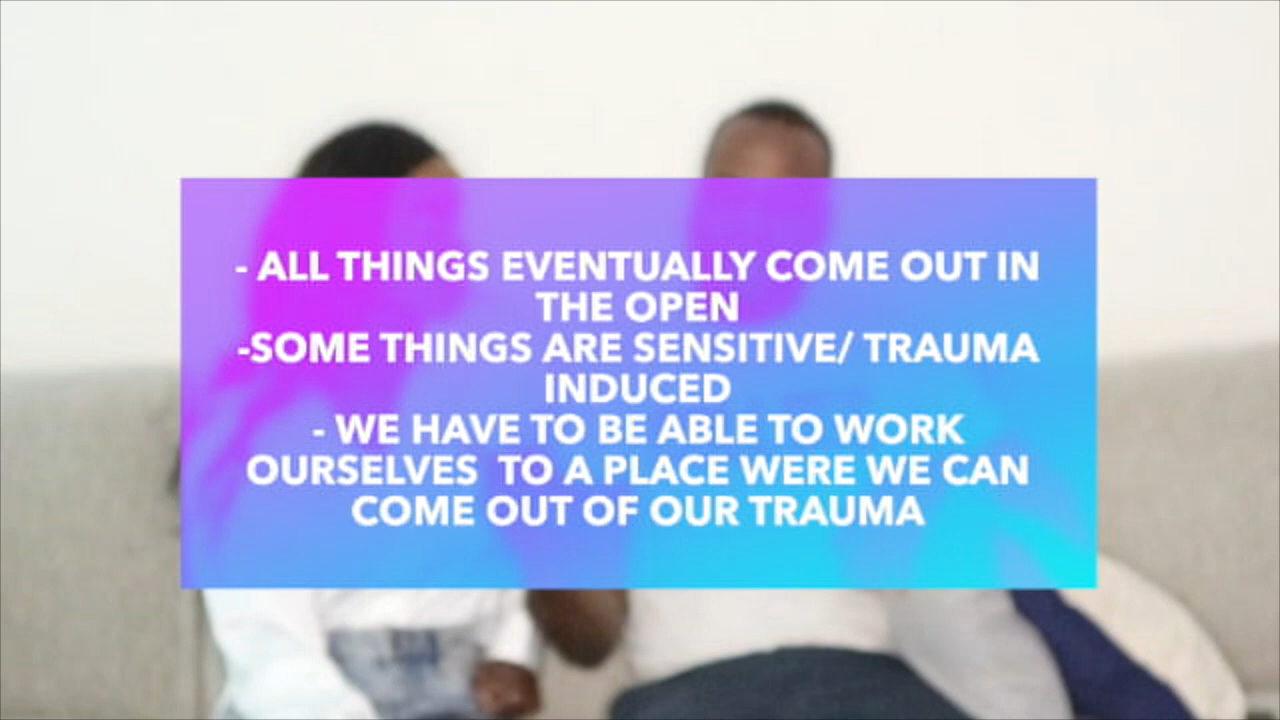 - ALL THINGS EVENTUALLY COME OUT IN
THE OPEN
-SOME THINGS ARE SENSITIVE/ TRAUMA
INDUCED
- WE HAVE TO BE ABLE TO WORK
OURSELVES  TO A PLACE WERE WE CAN
COME OUT OF OUR TRAUMA